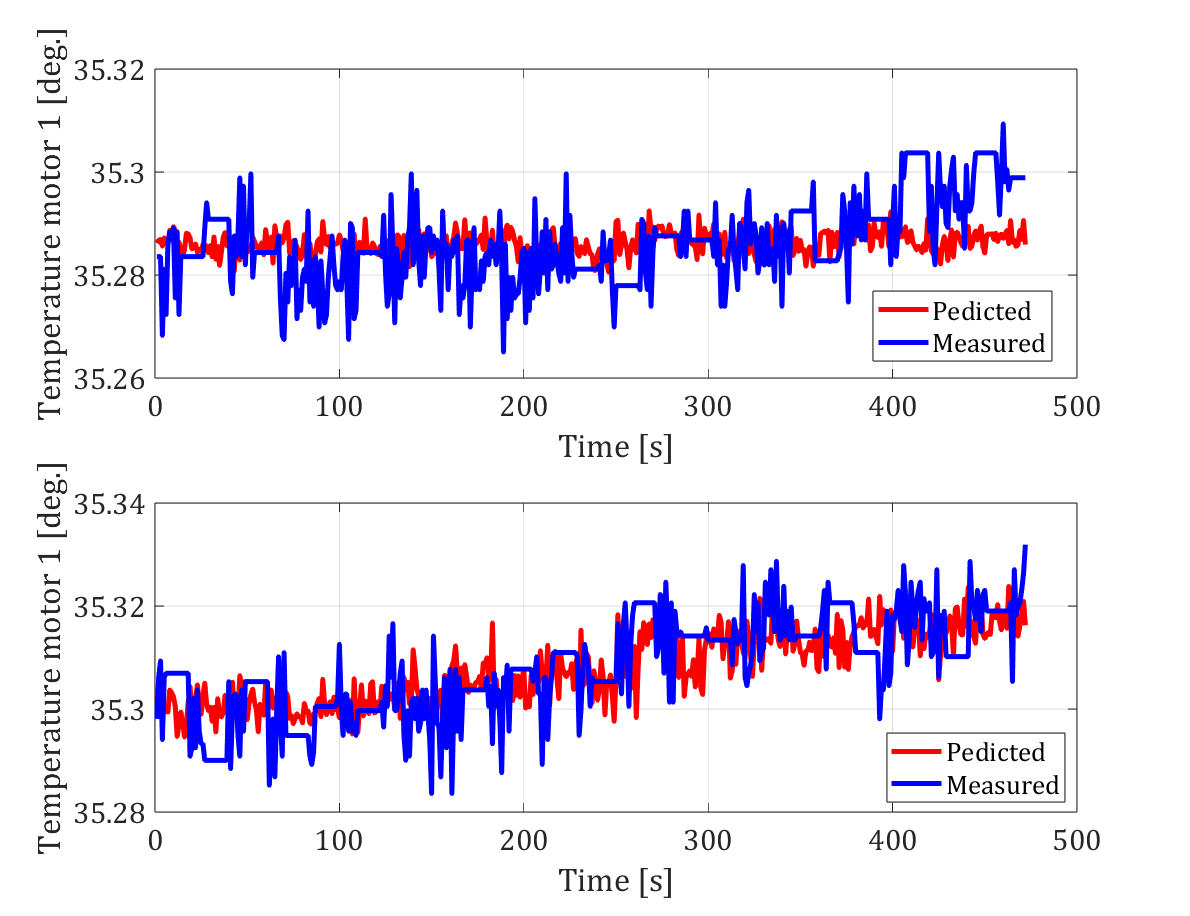 Temperature motor 1 [deg.]
35.32
35.3
35.28
35.26
0 100 200 300 400 500
Time [s]
Pedicted
Measured
Temperature motor 1 [deg.]
35.34
35.32
35.3
35.28
0 100 200 300 400 500
Time [s]
Pedicted
Measured